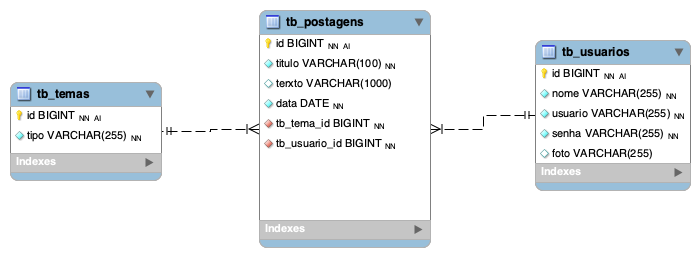 tb_temas
id BIGINT NN AI
tipo VARCHAR(255) NN
Indexes
tb_postagens
id BIGINT NN AI
titulo VARCHAR(100) NN
terxto VARCHAR(1000)
data DATE NN
tb_tema_id BIGINT NN
tb_usuario_id BIGINT NN
Indexes
tb_usuarios
id BIGINT NN AI
nome VARCHAR(255) NN
usuario VARCHAR(255) NN
senha VARCHAR(255) NN
foto VARCHAR(255)
Indexes